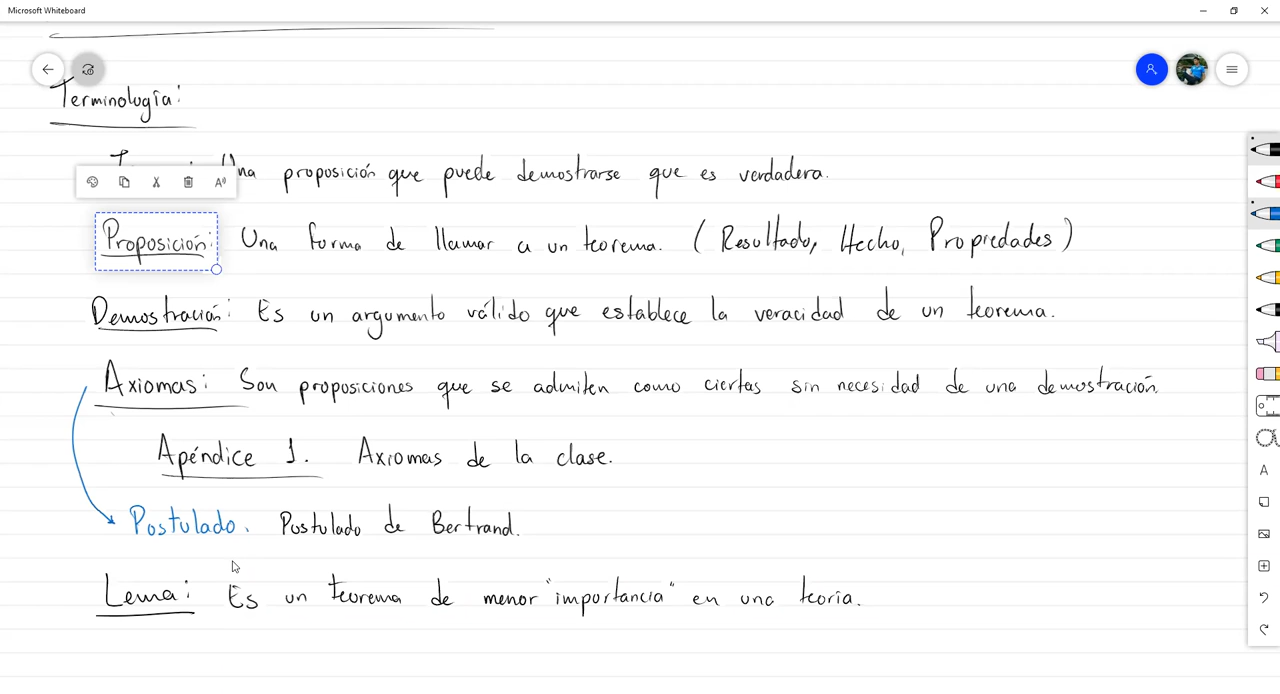 Microsoft Whiteboard
Terminología:
Una proposición que puede demostrarse que es verdadera.
Proposición: Una forma de llamar a un teorema. (Resultado, Hecho, Propiedades)
Demostración: Es un argumento válido que establece la veracidad de un teorema.
Axiomas: Son proposiciones que se admiten como ciertas sin necesidad de una demostración.
Apéndice 1. Axiomas de la clase.
Postulado. Postulado de Bertrand.
Lema: Es un teorema de menor "importancia" en una teoría.